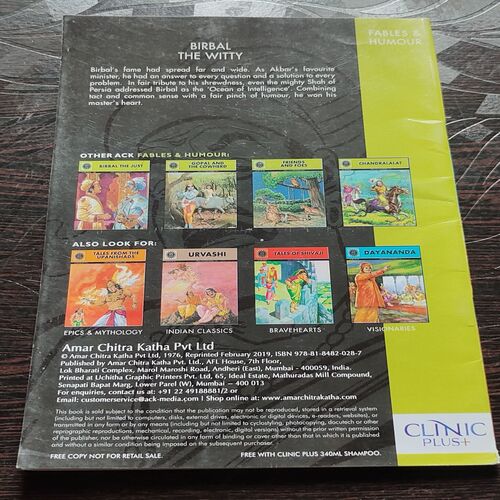 FABLES &
HUMOUR
BIRBAL
THE WITTY
Birbal's fame had spread far and wide. As Akbar's favourite
minister, he had an answer to every question and a solution to every
problem. In fair tribute to his shrewdness, even the mighty Shah of
Persia addressed Birbal as the 'Ocean of Intelligence'. Combining
tact and common sense with a fair pinch of humour, he won his
master's heart.
OTHER ACK FABLES & HUMOUR:
BIRBAL THE JUST
GOPAL AND
THE COWHERD
FRIENDS
AND FOES
CHANDRALALAT
ALSO LOOK FOR:
TALES FROM THE
UPANISHADS
URVASHI
TALES OF SHIVAJI
DAYANANDA
EPICS & MYTHOLOGY
INDIAN CLASSICS
BRAVEHEARTS
VISIONARIES
Amar Chitra Katha Pvt Ltd
© Amar Chitra Katha Pvt Ltd, 1976, Reprinted February 2019, ISBN 978-81-8482-028-7
Published by Amar Chitra Katha Pvt. Ltd., AFL House, 7th Floor,
Lok Bharati Complex, Marol Maroshi Road, Andheri (East), Mumbai - 400059, India.
Printed at Uchitha Graphic Printers Pvt. Ltd, 65, Ideal Estate, Mathuradas Mill Compound,
Senapati Bapat Marg, Lower Parel (W), Mumbai - 400 013
For enquiries, contact us at: +91 22 49188881/2 or
Email: customerservice@ack-media.com | Shop online at: www.amarchitrakatha.com
This book is sold subject to the condition that the publication may not be reproduced, stored in a retrieval system
(including but not limited to computers, disks, external drives, electronic or digital devices, e-readers, websites), or
transmitted in any form or by any means (including but not limited to cyclostyling, photocopying, docutech or other
reprographic reproductions, mechanical, recording, electronic, digital versions) without the prior written permission
of the publisher, nor be otherwise circulated in any form of binding or cover other than that in which it is published
and without a similar condition being imposed on the subsequent purchaser.
FREE COPY NOT FOR RETAIL SALE.
FREE WITH CLINIC PLUS 340ML SHAMPOO.
CLINIC
PLUS+